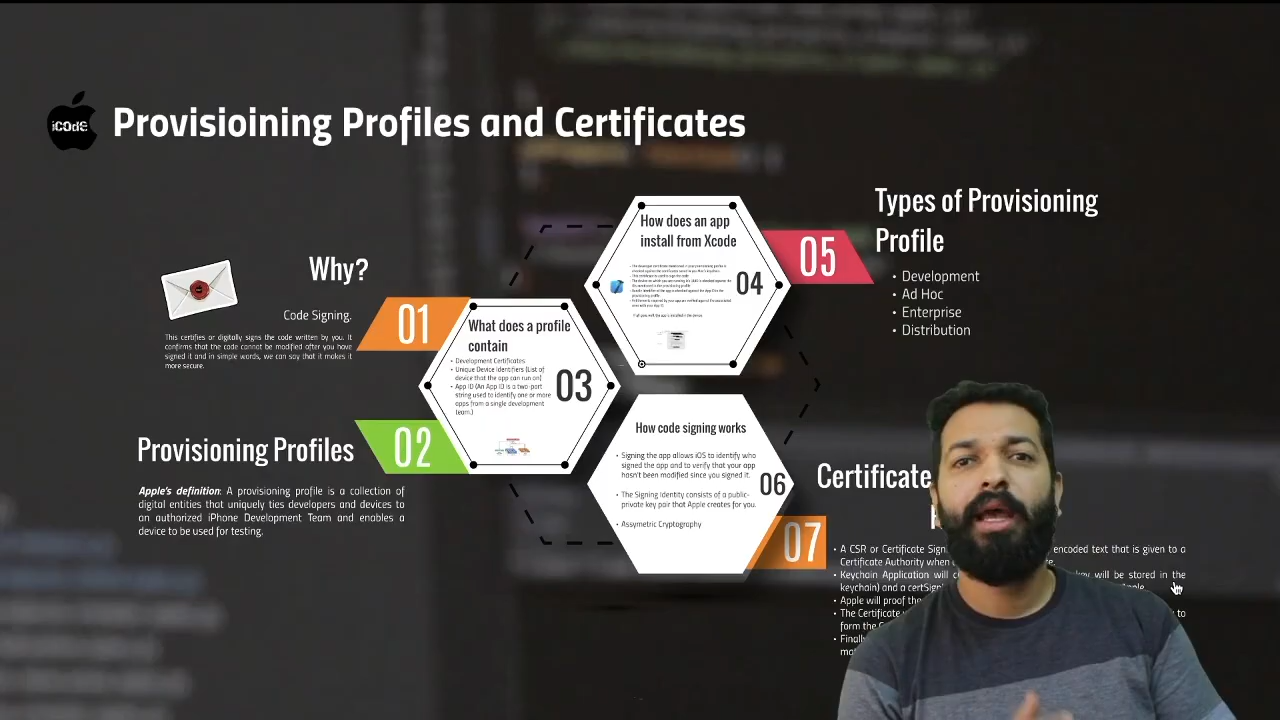 iCOdE
Provisioining Profiles and Certificates
Why?
Code Signing.
This certifies or digitally signs the code written by you. It
confirms that the code cannot be modified after you have
signed it and in simple words, we can say that it makes it
more secure.
01
Provisioning Profiles
02
Apple's definition: A provisioning profile is a collection of
digital entities that uniquely ties developers and devices to
an authorized iPhone Development Team and enables a
device to be used for testing.
What does a profile
contain
• Development Certificates
• Unique Device Identifiers (List of
device that the app can run on)
• App ID (An App ID is a two-part
string used to identify one or more
apps from a single development
team.)
03
How does an app
install from Xcode
04
05
Types of Provisioning
Profile
• Development
• Ad Hoc
• Enterprise
• Distribution
How code signing works
• Signing the app allows iOS to identify who
signed the app and to verify that your app
hasn't been modified since you signed it.
• The Signing Identity consists of a public-
private key pair that Apple creates for you.
• Assymetric Cryptography
06
07
Certificate
• A CSR or Certificate encoded text that is given to a
Certificate Authority when
• Keychain Application will key will be stored in the
keychain) and a
• Apple will proof the
• The Certificate to
form the
• Finally